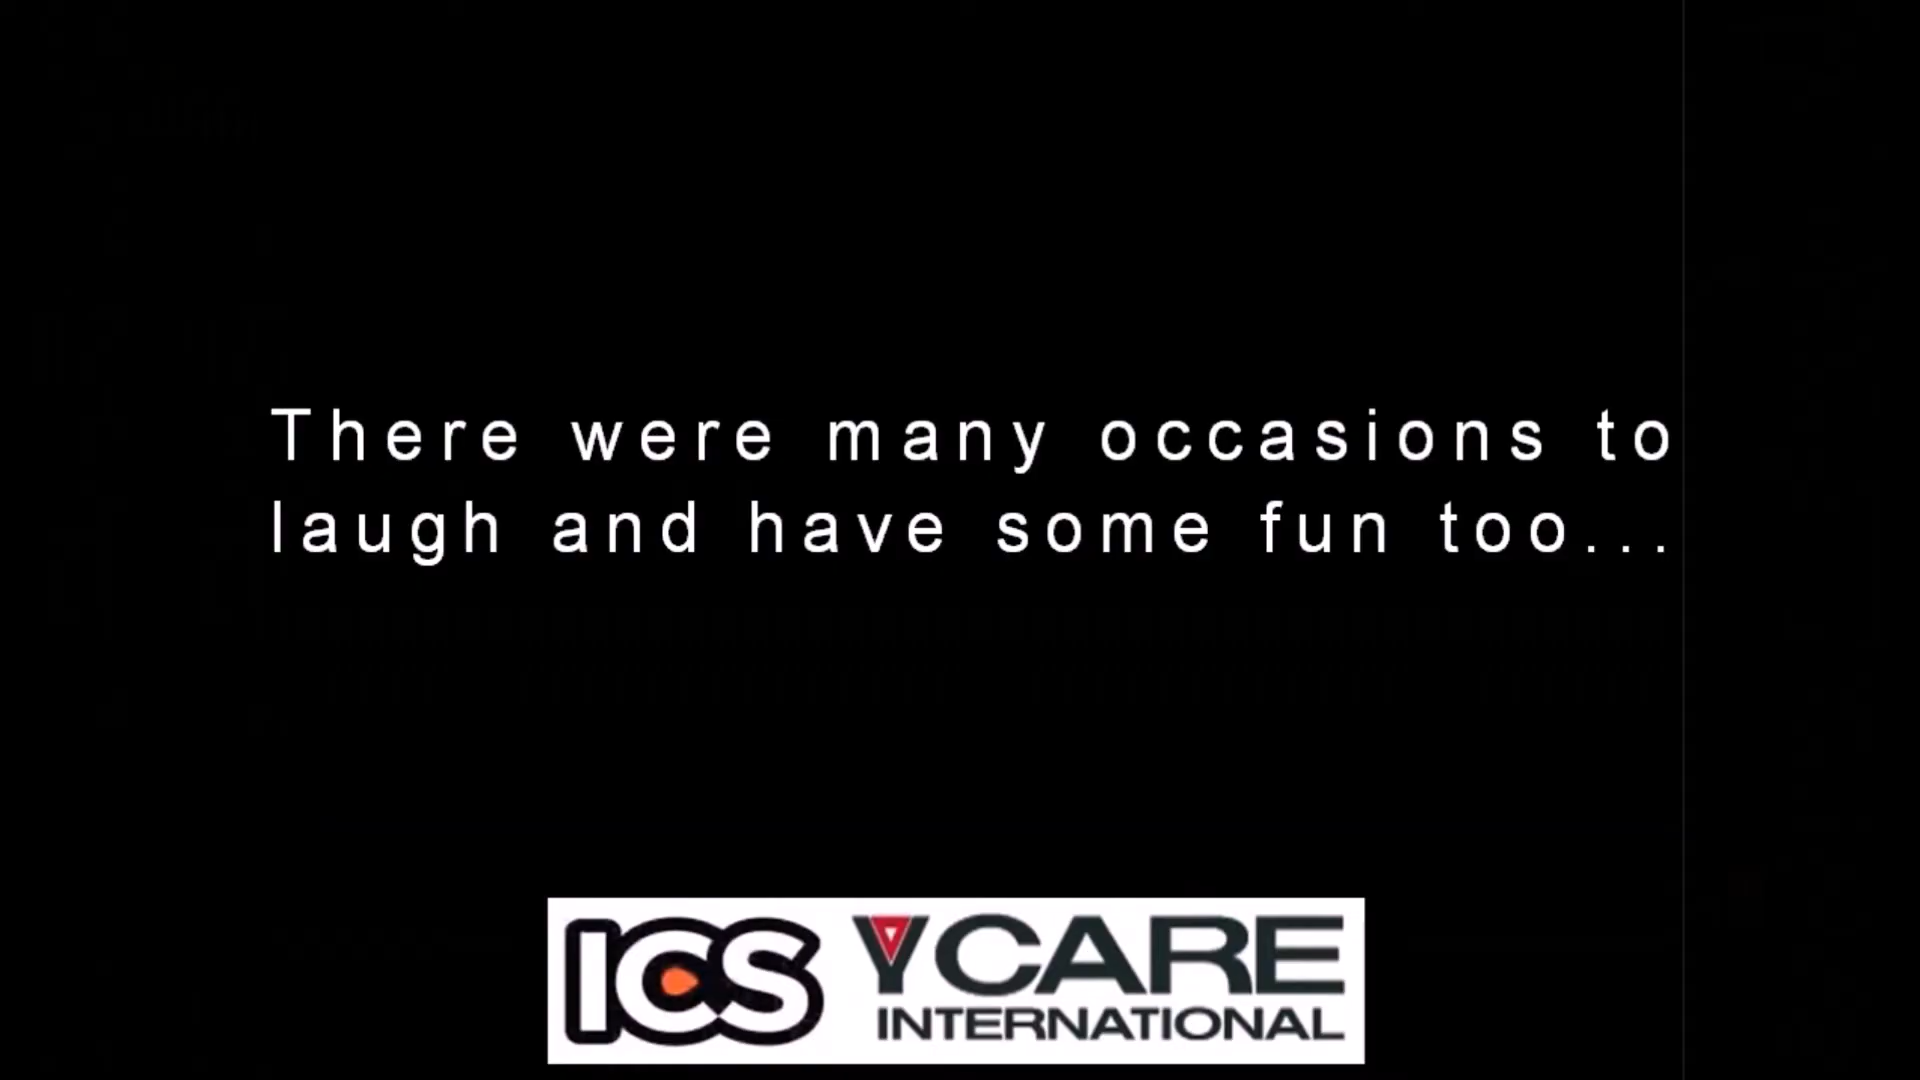 There were many occasions to
laugh and have some fun too...
ICS YCARE
INTERNATIONAL